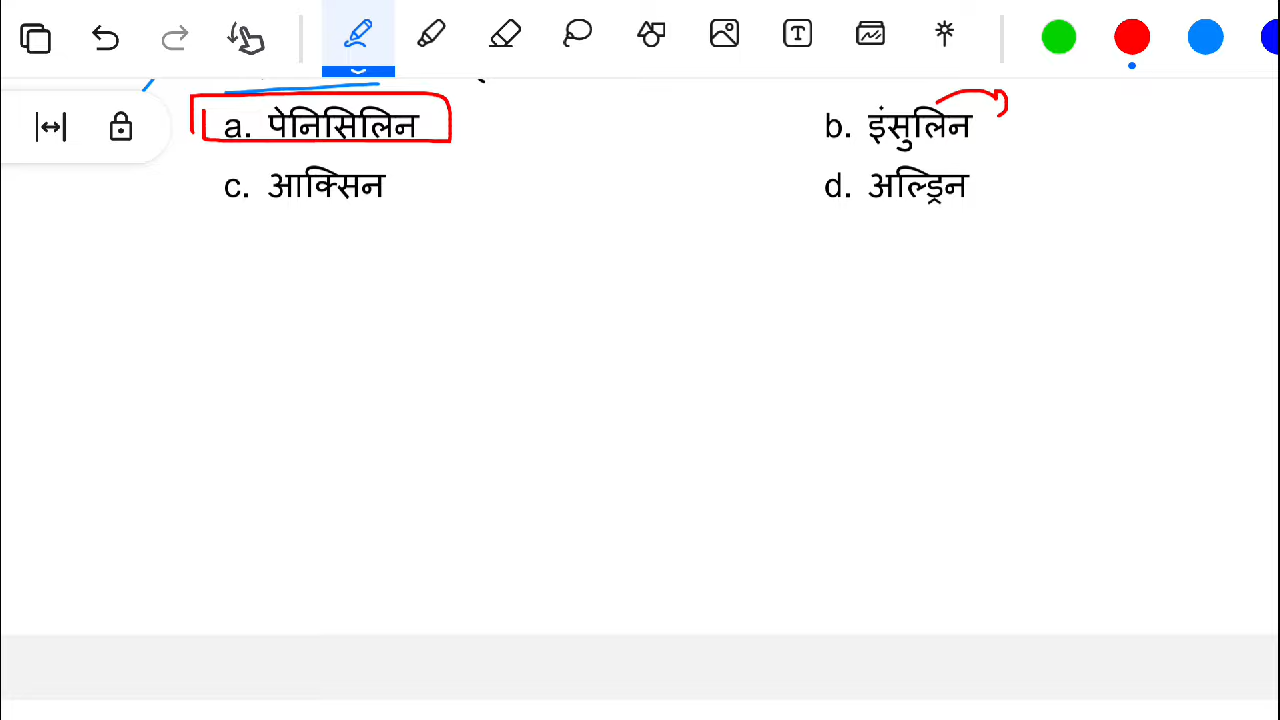 a. पेनिसिलिन b. इंसुलिन
c. आक्सिन d. अल्ड्रिन